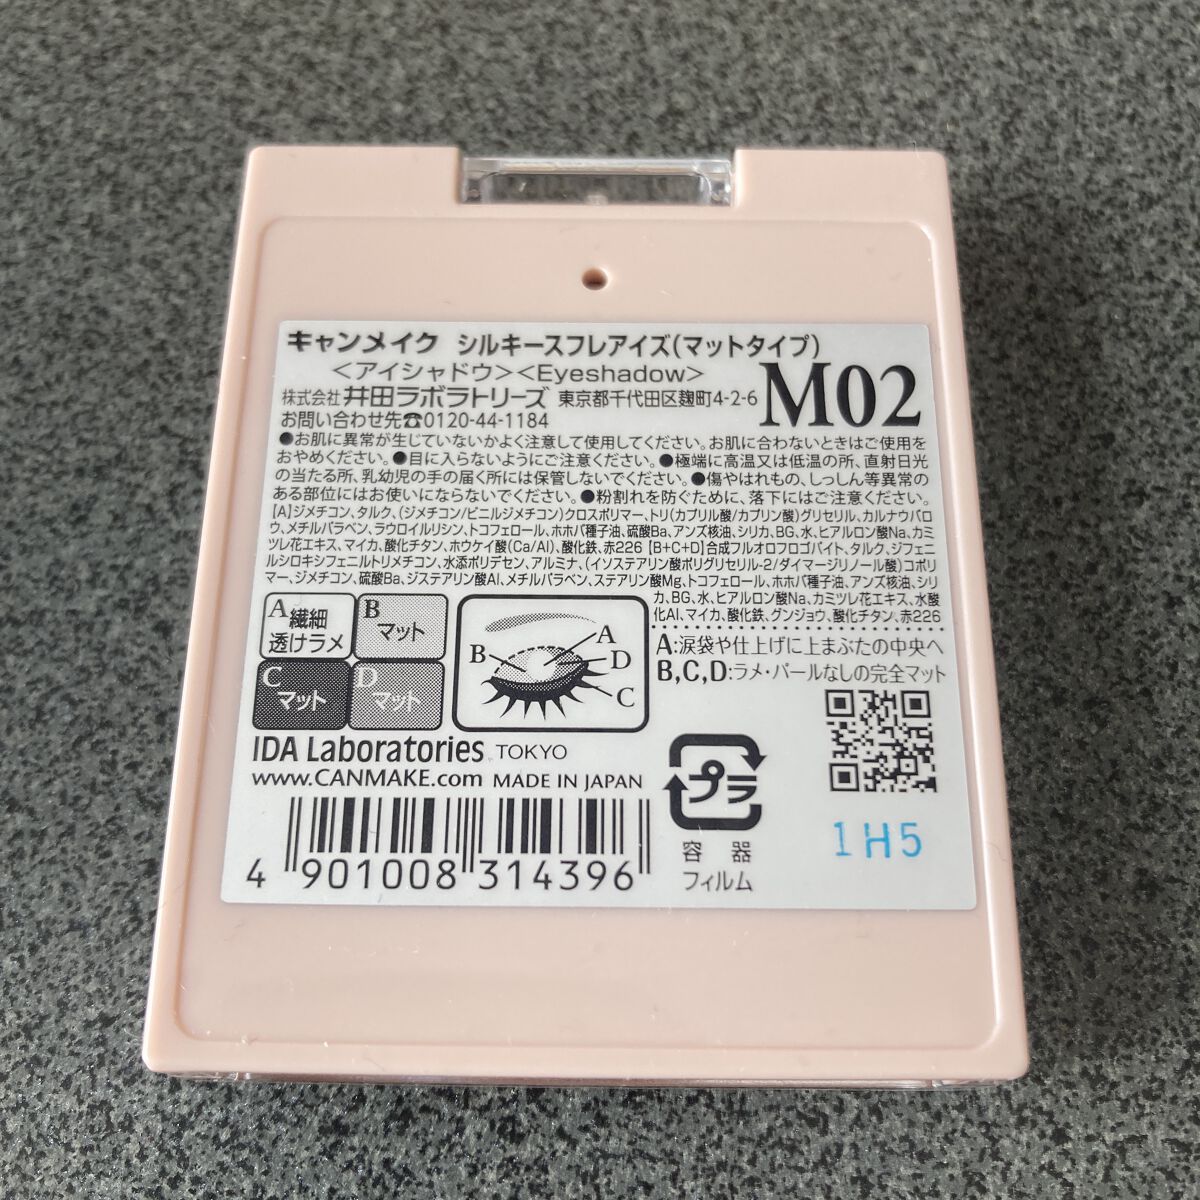 キャンメイク シルキースフレアイズ(マットタイプ)
<アイシャドウ><Eyeshadow>
M02
株式会社 井田ラボラトリーズ 東京都千代田区麹町4-2-6
お問い合わせ先☎0120-44-1184
●お肌に異常が生じていないかよく注意して使用してください。お肌に合わないときはご使用を
おやめください。●目に入らないようにご注意ください。●極端に高温又は低温の所、直射日光
の当たる所、乳幼児の手の届く所には保管しないでください。●傷やはれもの、しっしん等異常の
ある部位にはお使いにならないでください。●粉割れを防ぐために、落下にはご注意ください。
[A]ジメチコン、タルク、(ジメチコン/ビニルジメチコン)クロスポリマー、トリ(カプリル酸/カプリン酸)グリセリル、カルナウバロ
ウ、メチルパラベン、ラウロイルリシン、トコフェロール、ホホバ種子油、硫酸Ba、アンズ核油、シリカ、BG、水、ヒアルロン酸Na、カミ
ツレ花エキス、マイカ、酸化チタン、ホウケイ酸(Ca/Al)、酸化鉄、赤226 [B+C+D]合成フルオロフロゴパイト、タルク、ジフェニ
ルシロキシフェニルトリメチコン、水添ポリデセン、アルミナ、(イソステアリン酸ポリグリセリル-2/ダイマージリノール酸)コポリ
マー、ジメチコン、硫酸Ba、ジステアリン酸Al、メチルパラベン、ステアリン酸Mg、トコフェロール、ホホバ種子油、アンズ核油、シリ
カ、BG、水、ヒアルロン酸Na、カミツレ花エキス、水酸
化Al、マイカ、酸化鉄、グンジョウ、酸化チタン、赤226
A 繊細
透けラメ
B
マット
C
マット
D
マット
A
B
D
C
A:涙袋や仕上げに上まぶたの中央へ
B,C,D:ラメ・パールなしの完全マット
IDA Laboratories TOKYO
www.CANMAKE.com MADE IN JAPAN
プラ
容器
フィルム
1H5
4 901008 314396